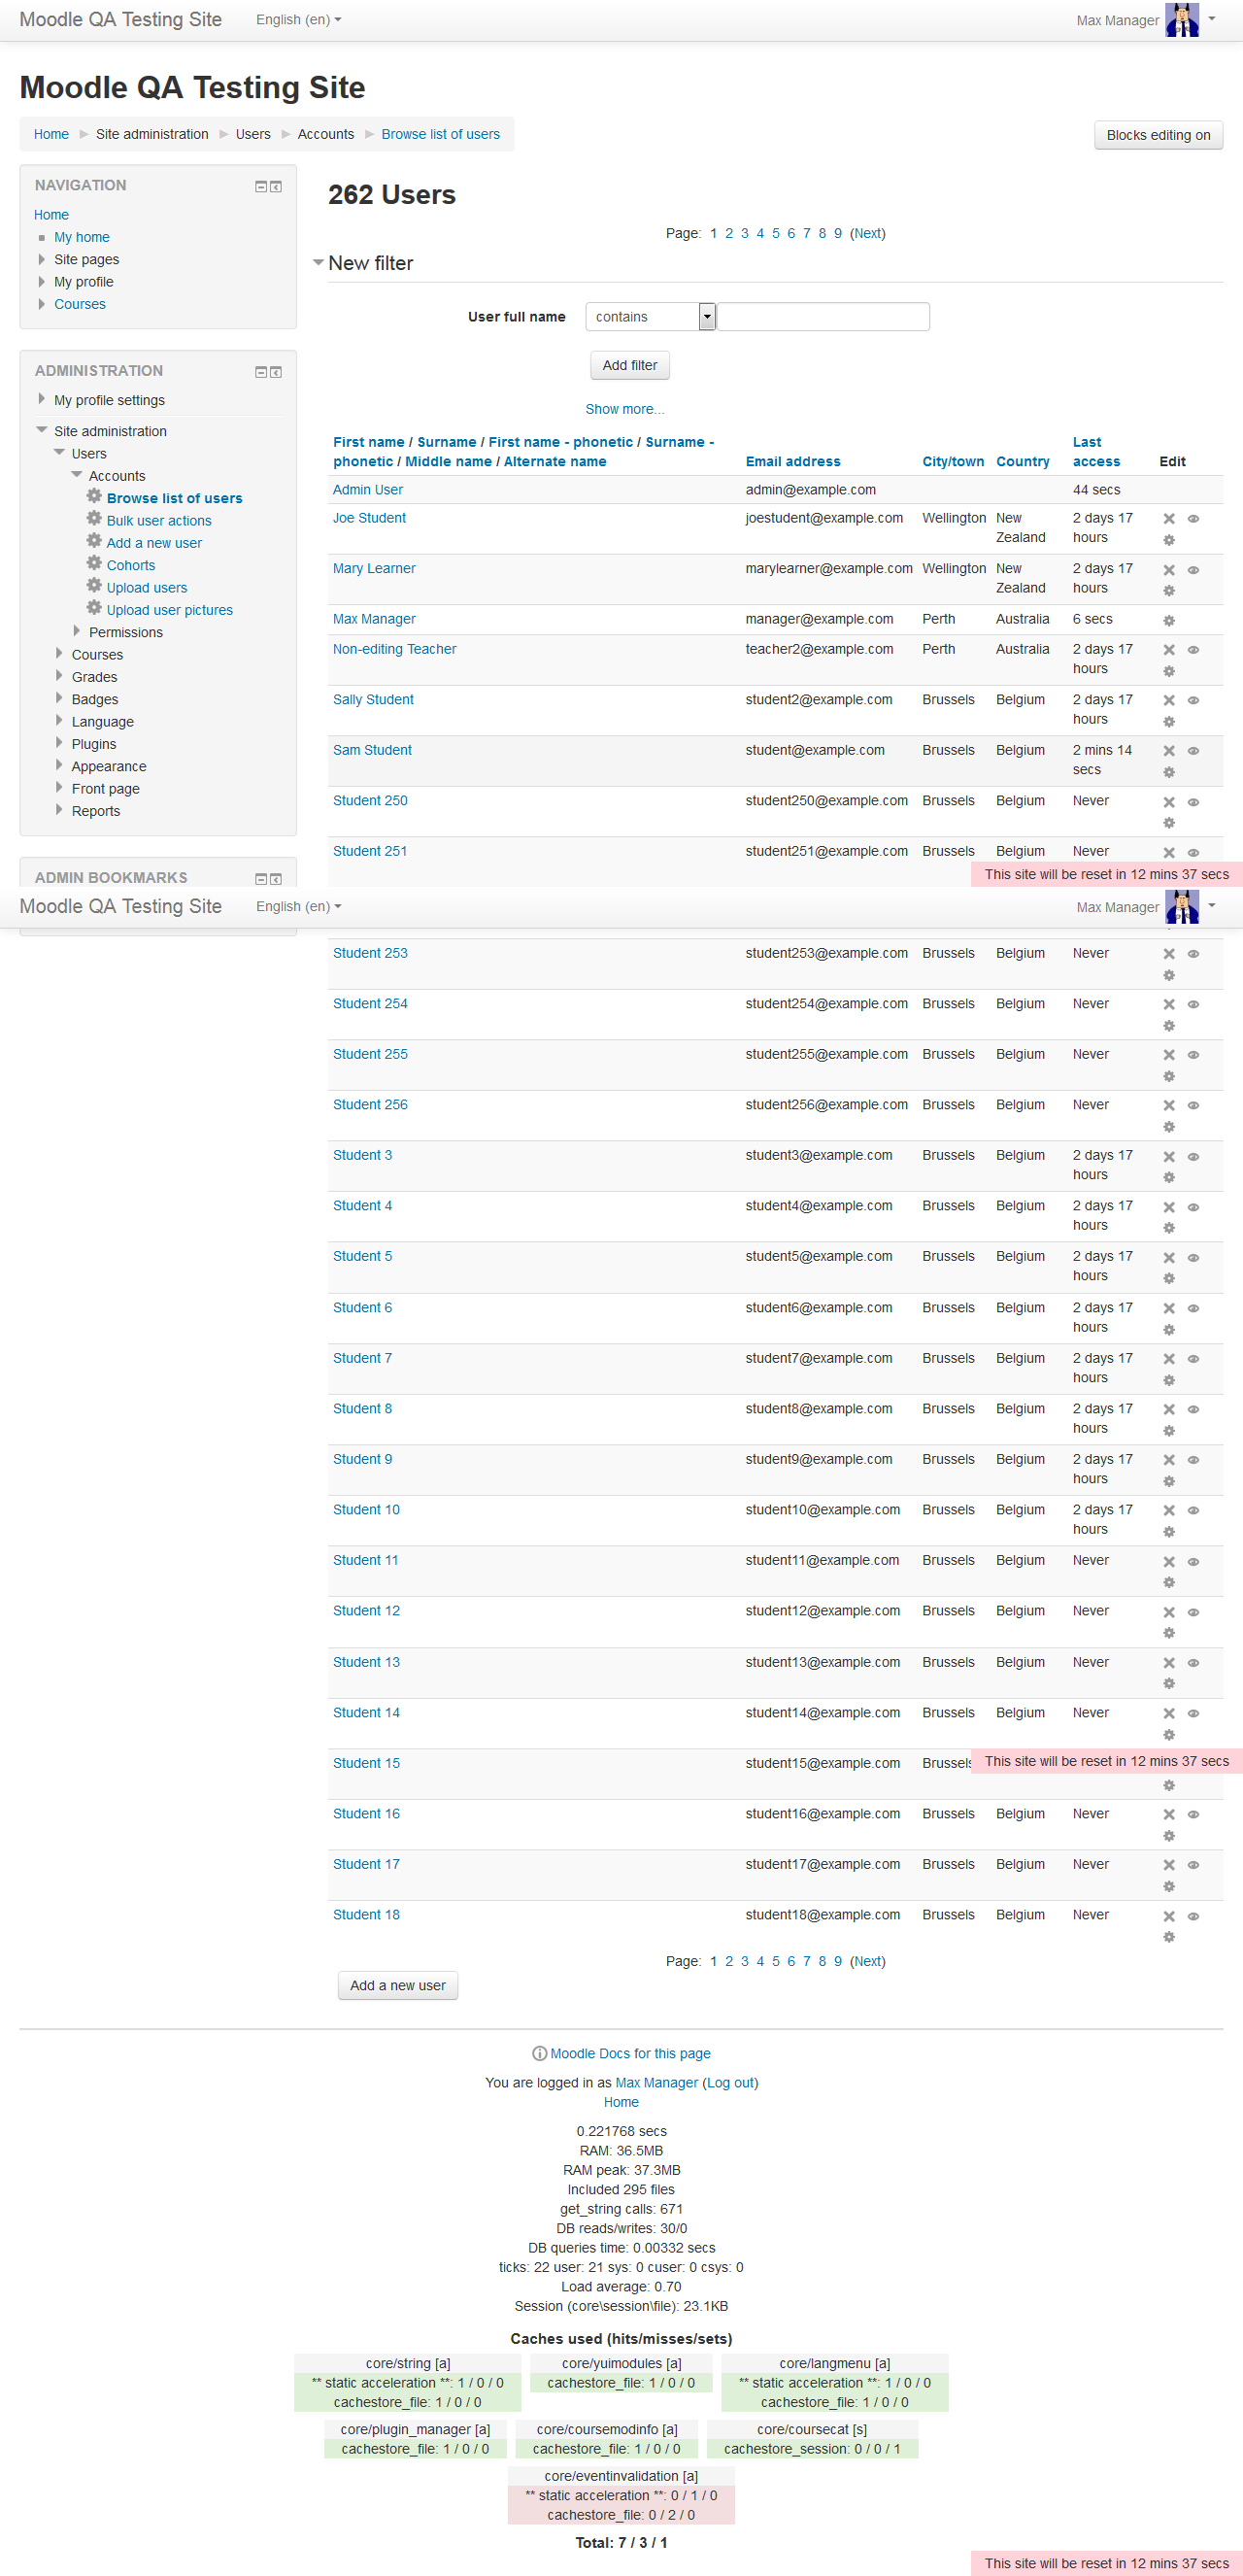 Moodle QA Testing Site English (en) Max Manager
Moodle QA Testing Site
Home Site administration Users Accounts Browse list of users Blocks editing on
NAVIGATION
Home
My home
Site pages
My profile
Courses
ADMINISTRATION
My profile settings
Site administration
Users
Accounts
Browse list of users
Bulk user actions
Add a new user
Cohorts
Upload users
Upload user pictures
Permissions
Courses
Grades
Badges
Language
Plugins
Appearance
Front page
Reports
ADMIN BOOKMARKS
262 Users
Page: 1 2 3 4 5 6 7 8 9 (Next)
New filter
User full name contains
Add filter
Show more...
First name / Surname / First name - phonetic / Surname - Last
phonetic / Middle name / Alternate name Email address City/town Country access Edit
Admin User admin@example.com 44 secs
Joe Student joestudent@example.com Wellington New 2 days 17
Zealand hours
Mary Learner marylearner@example.com Wellington New 2 days 17
Zealand hours
Max Manager manager@example.com Perth Australia 6 secs
Non-editing Teacher teacher2@example.com Perth Australia 2 days 17
hours
Sally Student student2@example.com Brussels Belgium 2 days 17
hours
Sam Student student@example.com Brussels Belgium 2 mins 14
secs
Student 250 student250@example.com Brussels Belgium Never
Student 251 student251@example.com Brussels Belgium Never
This site will be reset in 12 mins 37 secs
Moodle QA Testing Site English (en) Max Manager
Student 253 student253@example.com Brussels Belgium Never
Student 254 student254@example.com Brussels Belgium Never
Student 255 student255@example.com Brussels Belgium Never
Student 256 student256@example.com Brussels Belgium Never
Student 3 student3@example.com Brussels Belgium 2 days 17
hours
Student 4 student4@example.com Brussels Belgium 2 days 17
hours
Student 5 student5@example.com Brussels Belgium 2 days 17
hours
Student 6 student6@example.com Brussels Belgium 2 days 17
hours
Student 7 student7@example.com Brussels Belgium 2 days 17
hours
Student 8 student8@example.com Brussels Belgium 2 days 17
hours
Student 9 student9@example.com Brussels Belgium 2 days 17
hours
Student 10 student10@example.com Brussels Belgium 2 days 17
hours
Student 11 student11@example.com Brussels Belgium Never
Student 12 student12@example.com Brussels Belgium Never
Student 13 student13@example.com Brussels Belgium Never
Student 14 student14@example.com Brussels Belgium Never
Student 15 student15@example.com Brussels This site will be reset in 12 mins 37 secs
Student 16 student16@example.com Brussels Belgium Never
Student 17 student17@example.com Brussels Belgium Never
Student 18 student18@example.com Brussels Belgium Never
Page: 1 2 3 4 5 6 7 8 9 (Next)
Add a new user
Moodle Docs for this page
You are logged in as Max Manager (Log out)
Home
0.221768 secs
RAM: 36.5MB
RAM peak: 37.3MB
Included 295 files
get_string calls: 671
DB reads/writes: 30/0
DB queries time: 0.00332 secs
ticks: 22 user: 21 sys: 0 cuser: 0 csys: 0
Load average: 0.70
Session (core\session\file): 23.1KB
Caches used (hits/misses/sets)
core/string [a] core/yuimodules [a] core/langmenu [a]
** static acceleration **: 1 / 0 / 0 cachestore_file: 1 / 0 / 0 ** static acceleration **: 1 / 0 / 0
cachestore_file: 1 / 0 / 0 cachestore_file: 1 / 0 / 0
core/plugin_manager [a] core/coursemodinfo [a] core/coursecat [s]
cachestore_file: 1 / 0 / 0 cachestore_file: 1 / 0 / 0 cachestore_session: 0 / 0 / 1
core/eventinvalidation [a]
** static acceleration **: 0 / 1 / 0
cachestore_file: 0 / 2 / 0
Total: 7 / 3 / 1
This site will be reset in 12 mins 37 secs